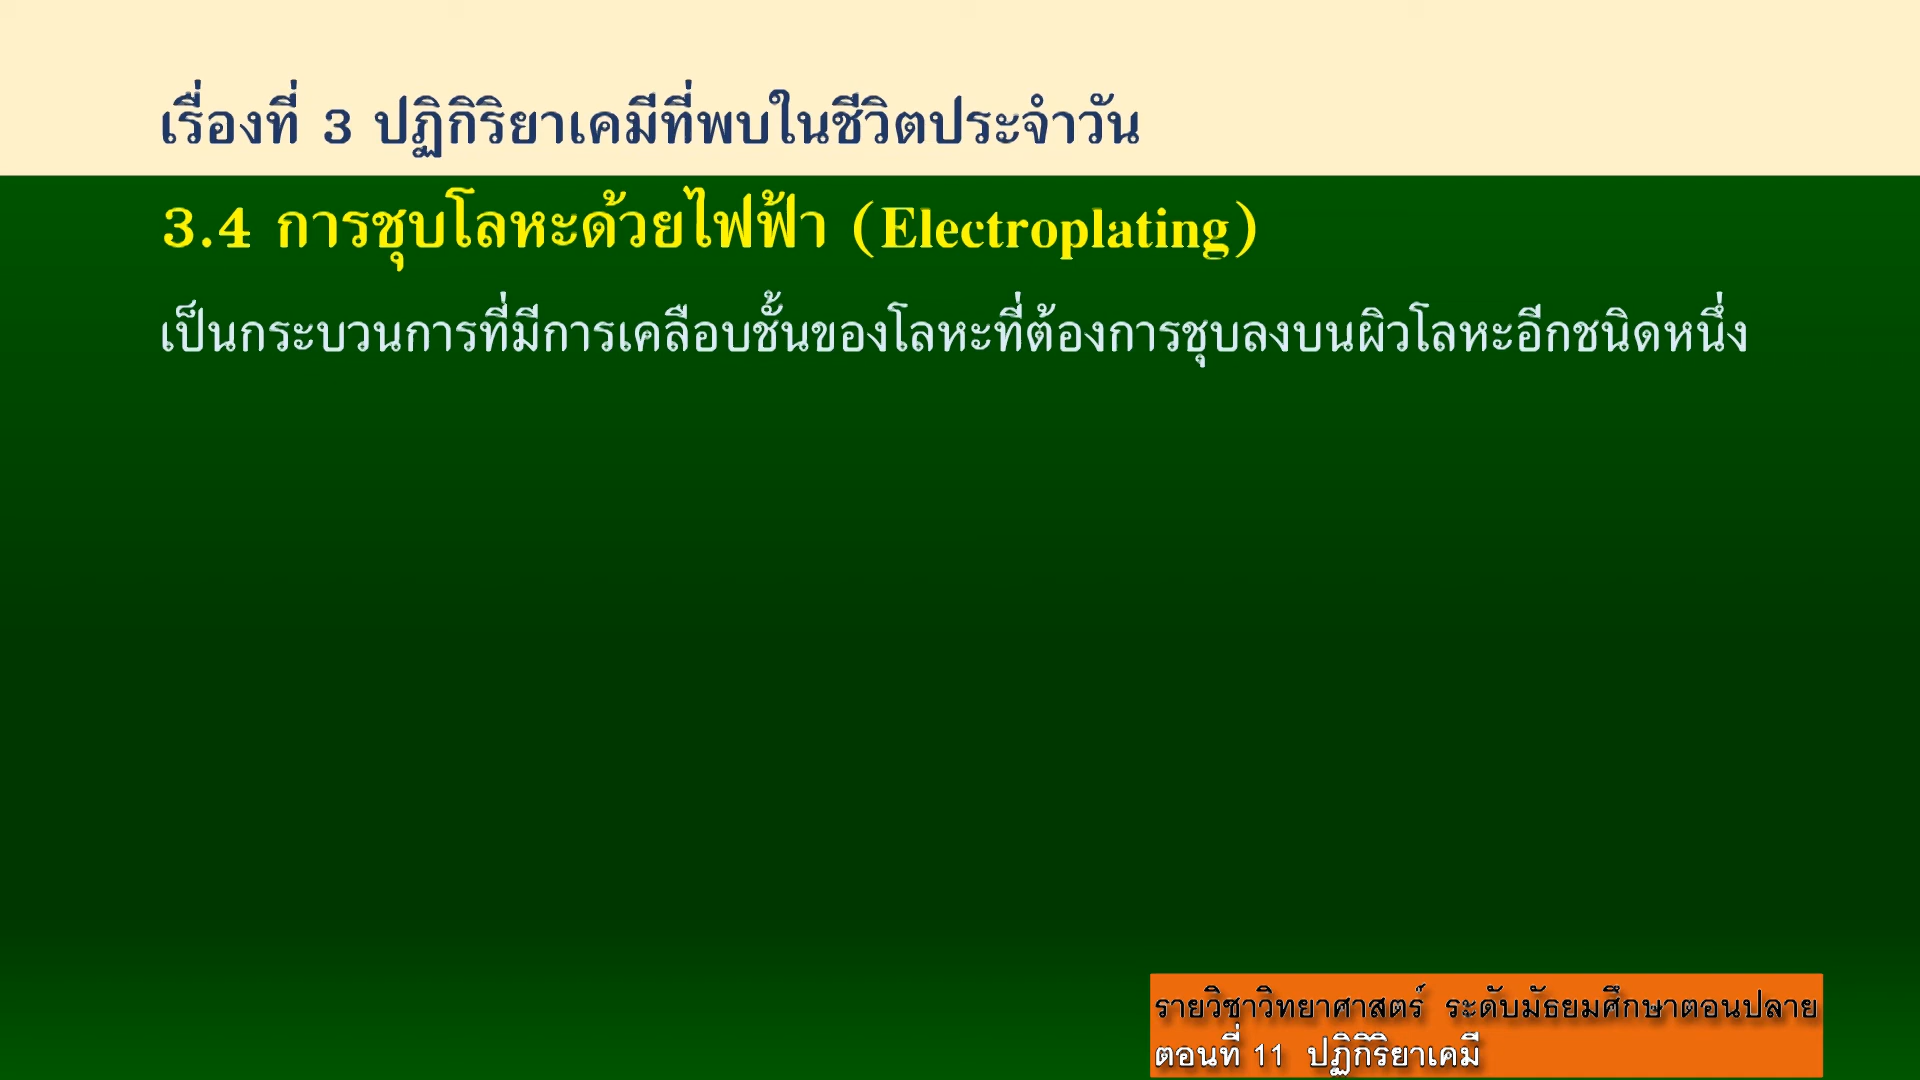 เรื่องที่ 3 ปฏิกิริยาเคมีที่พบในชีวิตประจำวัน
3.4 การชุบโลหะด้วยไฟฟ้า (Electroplating)
เป็นกระบวนการที่มีการเคลือบชั้นของโลหะที่ต้องการชุบลงบนผิวโลหะอีกชนิดหนึ่ง
รายวิชาวิทยาศาสตร์ ระดับมัธยมศึกษาตอนปลาย
ตอนที่ 11 ปฏิกิริยาเคมี